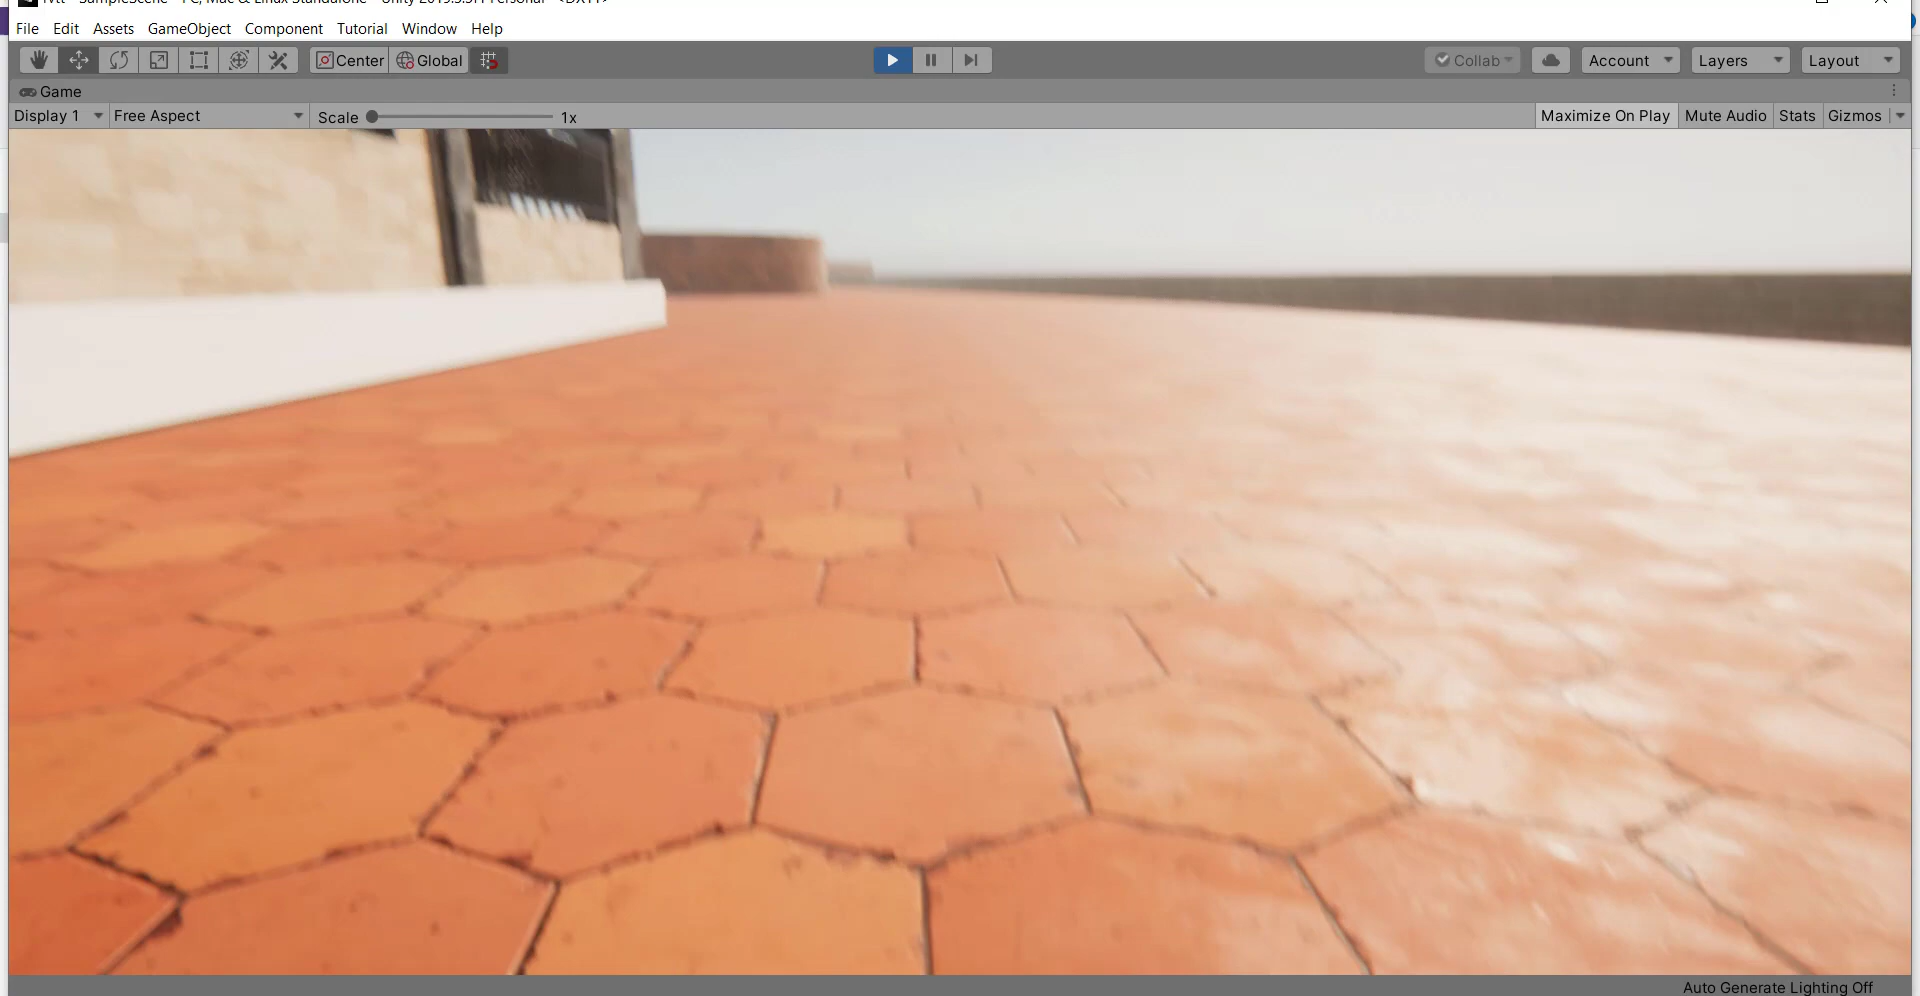 File Edit Assets GameObject Component Tutorial Window Help
Center Global Collab Account Layers Layout
Game
Display 1 Free Aspect Scale 1x Maximize On Play Mute Audio Stats Gizmos
Auto Generate Lighting Off